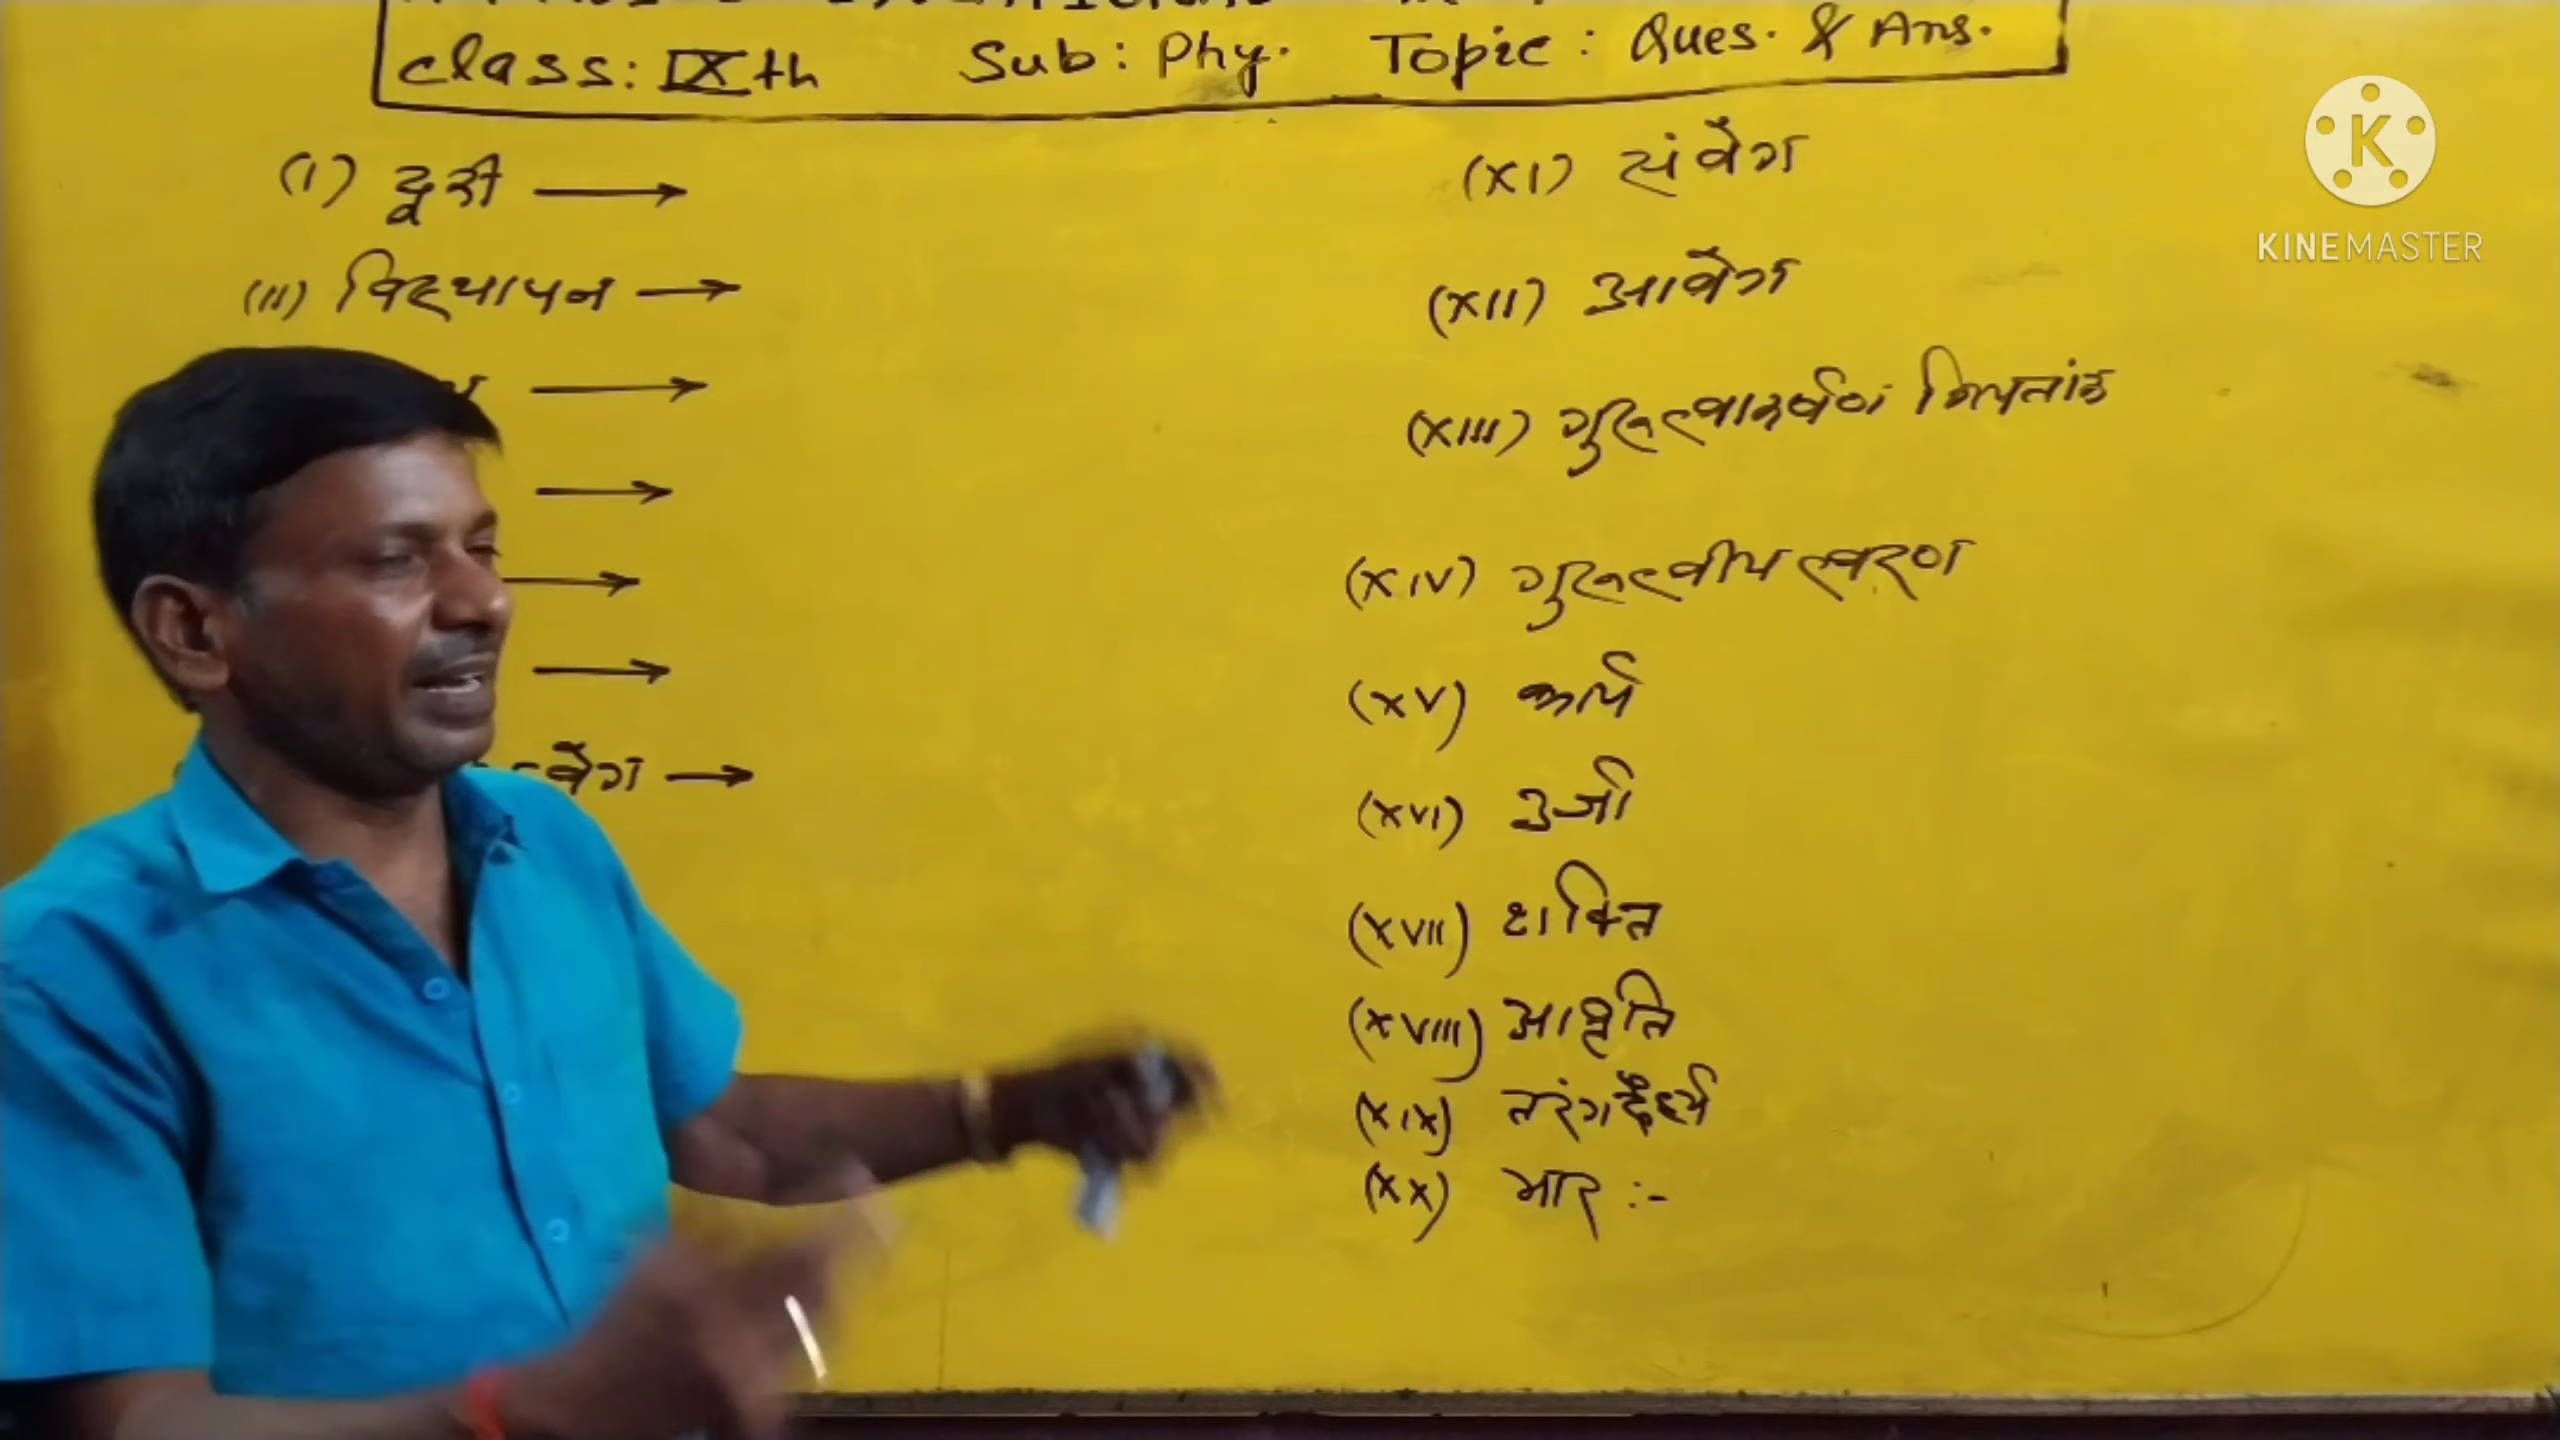 class: IXth Sub: Phy. Topic: Ques. & Ans.
(I) दूरी →
(II) विस्थापन →
→
→
→
→
वेग →
(XI) संवेग
(XII) आवेग
(XIII) गुरूत्वाकर्षण नियतांक
(XIV) गुरूत्वीय त्वरण
(XV) कार्य
(XVI) उर्जा
(XVII) शक्ति
(XVIII) आवृति
(XIX) तरंगदैर्ध्य
(XX) भार :-
K
KINEMASTER